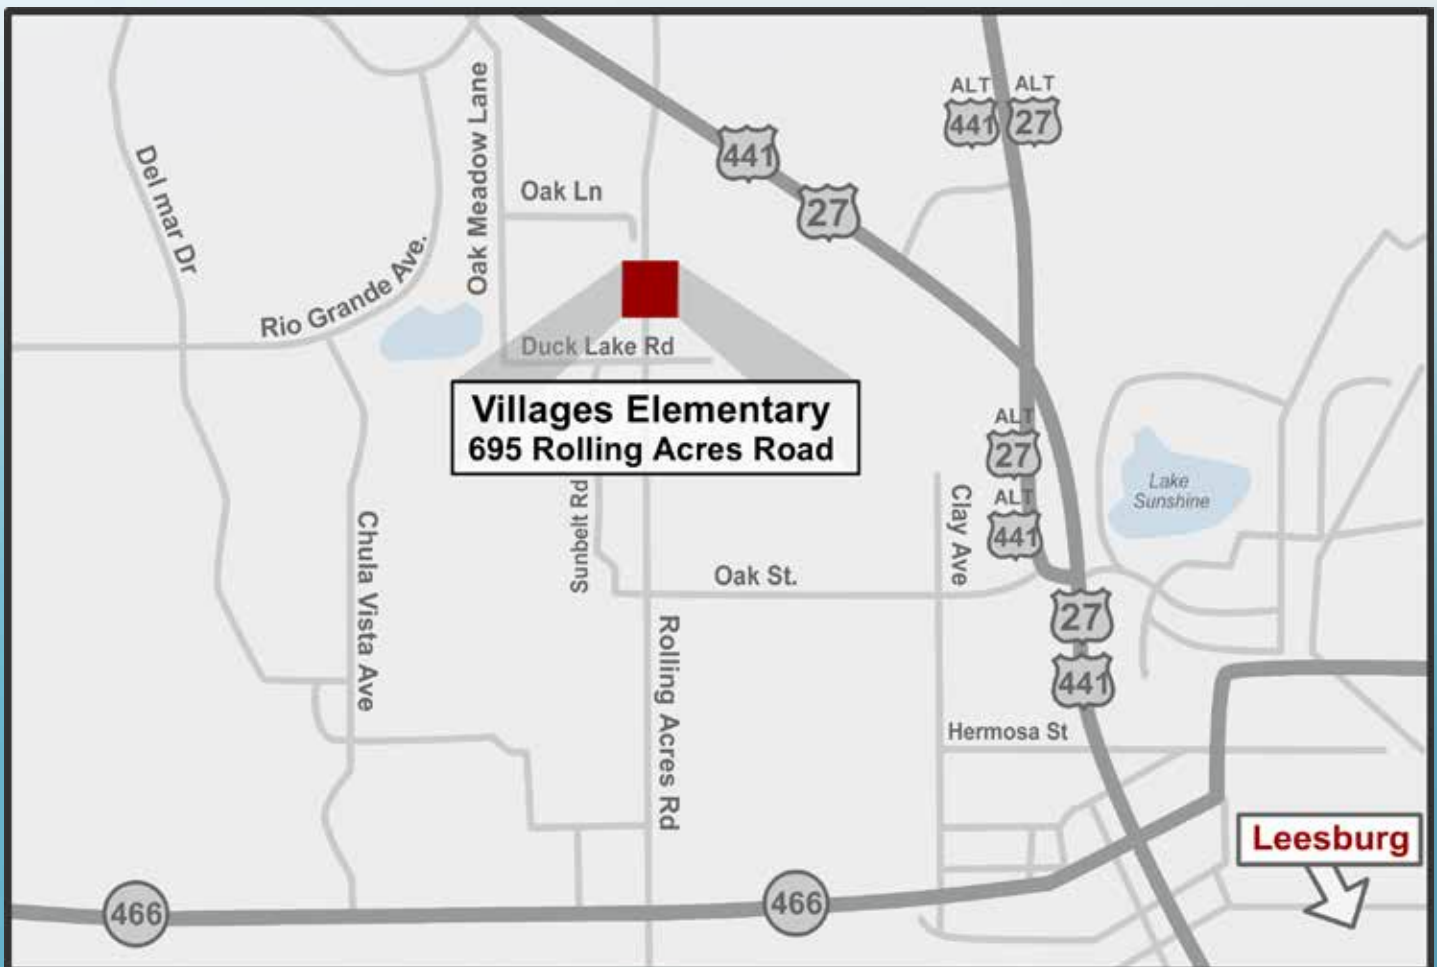 ALT
ALT
441
27
441
27
Oak Meadow Lane
Del mar Dr
Oak Ln
Rio Grande Ave.
Duck Lake Rd
Villages Elementary
695 Rolling Acres Road
ALT
27
ALT
441
Lake
Sunshine
Clay Ave
Sunbelt Rd
Chula Vista Ave
Oak St.
27
441
Rolling Acres Rd
Hermosa St
Leesburg
466
466